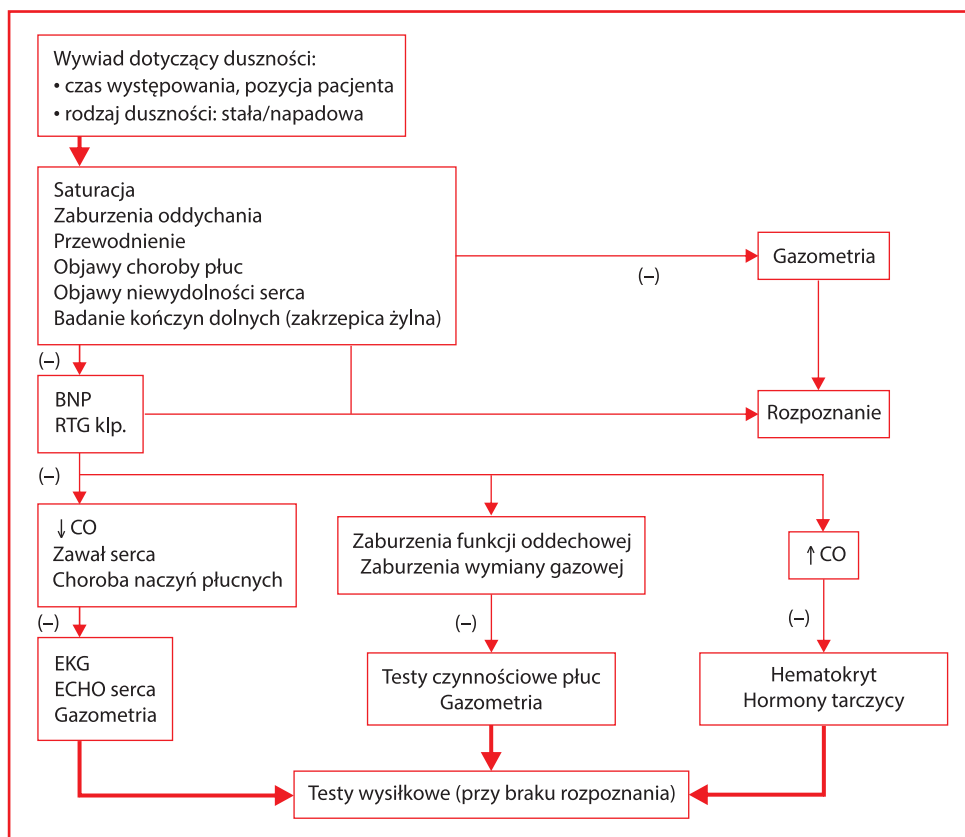 Wywiad dotyczący duszności:
• czas występowania, pozycja pacjenta
• rodzaj duszności: stała/napadowa
Saturacja
Zaburzenia oddychania
Przewodnienie
Objawy choroby płuc
Objawy niewydolności serca
Badanie kończyn dolnych (zakrzepica żylna)
(–)
Gazometria
(–)
BNP
RTG klp.
Rozpoznanie
(–)
↓ CO
Zawał serca
Choroba naczyń płucnych
Zaburzenia funkcji oddechowej
Zaburzenia wymiany gazowej
↑ CO
(–)
(–)
(–)
EKG
ECHO serca
Gazometria
Testy czynnościowe płuc
Gazometria
Hematokryt
Hormony tarczycy
Testy wysiłkowe (przy braku rozpoznania)